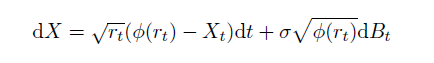 dX = √r_t(ϕ(r_t) − X_t)dt + σ√ϕ(r_t)dB_t